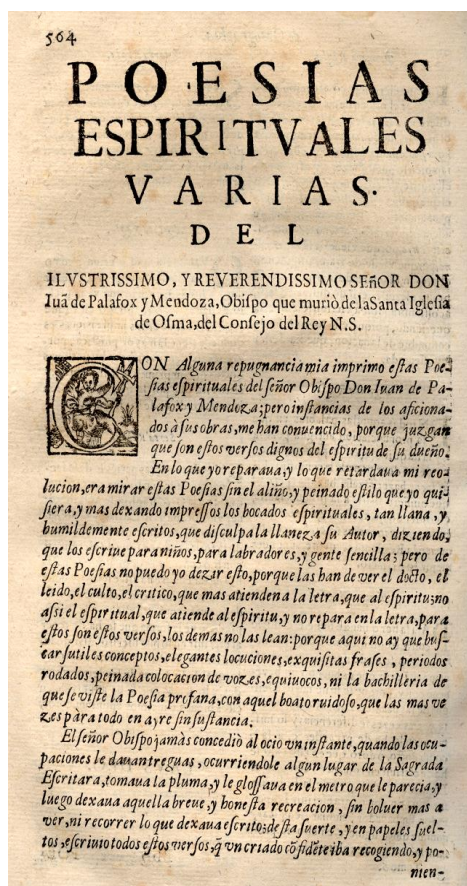 564
POESIAS
ESPIRITVALES
VARIAS.
DEL
ILVSTRISSIMO, Y REVERENDISSIMO SEñOR DON
Iuã de Palafox y Mendoza, Obispo que muriò de la Santa Iglesia
de Osma, del Consejo del Rey N.S.
CON Alguna repugnancia mia imprimo estas Poe-
sias espirituales del señor Obispo Don Iuan de Pa-
lafox y Mendoza; pero instancias de los aficiona-
dos à sus obras, me han conuencido, porque juzgan
que son estos versos dignos del espiritu de su dueño.
En lo que yo reparaua, y lo que retardaua mi reso-
lucion, era mirar estas Poesias sin el aliño, y peinado estilo que yo qui-
siera, y mas dexando impressos los bocados espirituales, tan llana, y
humildemente escritos, que disculpa la llaneza su Autor, diziendo,
que los escriue para niños, para labradores, y gente sencilla; pero de
estas Poesias no puedo yo dezir esto, porque las han de ver el docto, el
leido, el culto, el critico, que mas atienden a la letra, que al espiritu; no
assi el espiritual, que atiende al espiritu, y no repara en la letra, para
estos son estos versos, los demas no las lean: porque aqui no ay que bus-
car sutiles conceptos, elegantes locuciones, exquisitas frases, periodos
rodados, peinada colocacion de vozes, equiuocos, ni la bachilleria de
que se viste la Poesia profana, con aquel boato ruidoso, que las mas ve
zes pàra todo en ayre sin sustancia.
El señor Obispo jamàs concediò al ocio vn instante, quando las ocu-
paciones le dauan treguas, ocurriendole algun lugar de la Sagrada
Escritara, tomaua la pluma, y le glossaua en el metro que le parecia, y
luego dexaua aquella breue, y honesta recreacion, sin boluer mas a
ver, ni recorrer lo que dexaua escrito; desta suerte, y en papeles suel-
tos, escriuio todos estos versos, q̃ vn criado cõfidẽte iba recogiendo, y po-
nien-